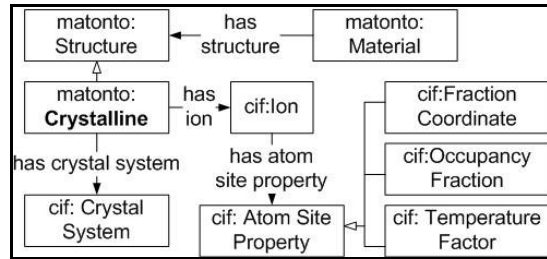 matonto:
Structure
has
structure
matonto:
Material
matonto:
Crystalline
has
ion
cif:Ion
cif:Fraction
Coordinate
has crystal system
has atom
site property
cif:Occupancy
Fraction
cif: Crystal
System
cif: Atom Site
Property
cif: Temperature
Factor